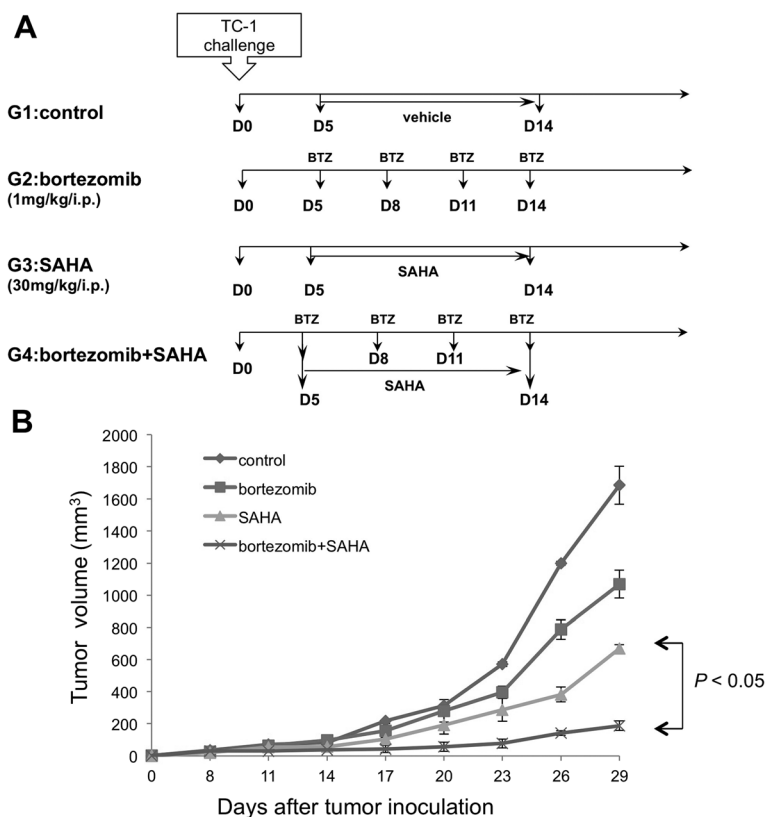 A
TC-1
challenge
G1:control
D0
D5
vehicle
D14
G2:bortezomib
(1mg/kg/i.p.)
BTZ
BTZ
BTZ
BTZ
D0
D5
D8
D11
D14
G3:SAHA
(30mg/kg/i.p.)
D0
D5
SAHA
D14
G4:bortezomib+SAHA
BTZ
BTZ
BTZ
BTZ
D0
D8
D11
SAHA
D5
D14
B
Tumor volume (mm³)
2000
1800
1600
1400
1200
1000
800
600
400
200
0
control
bortezomib
SAHA
bortezomib+SAHA
P < 0.05
0 8 11 14 17 20 23 26 29
Days after tumor inoculation